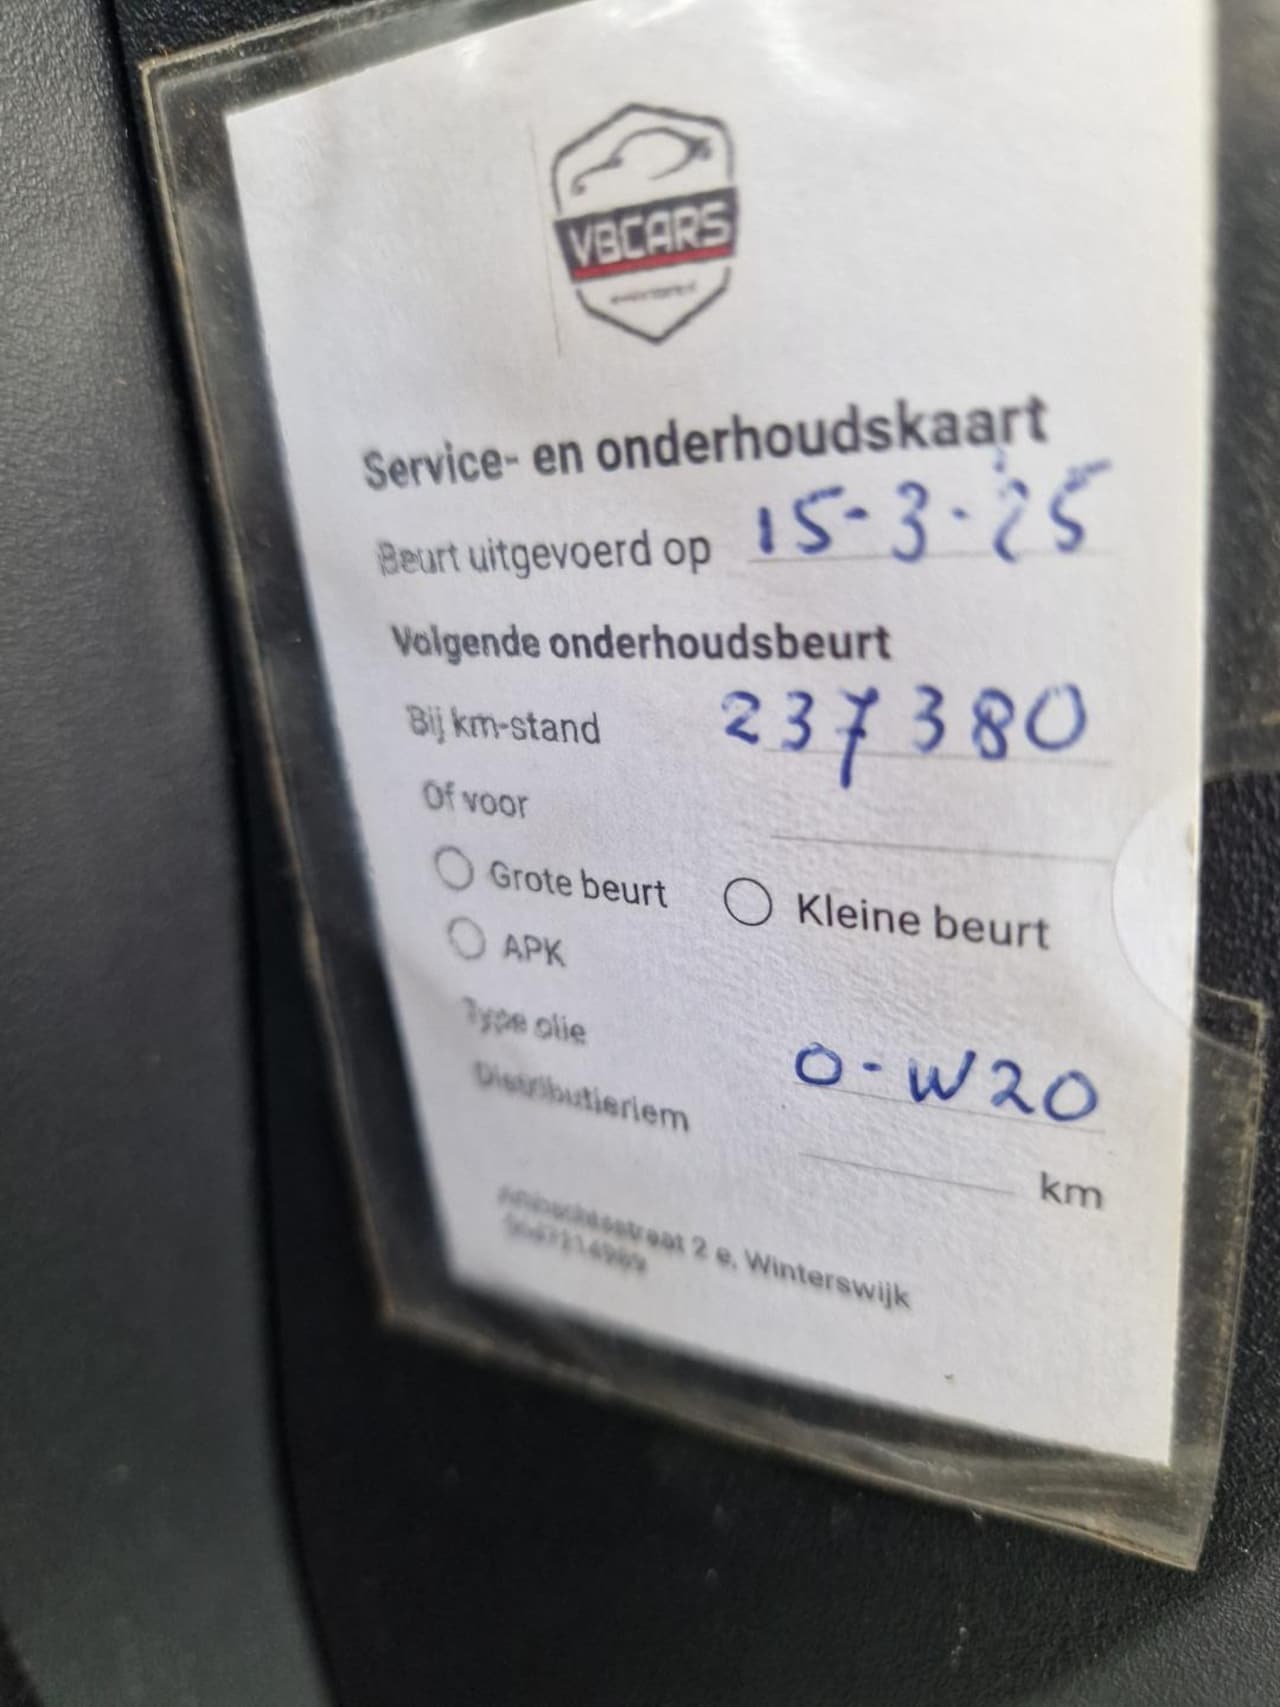 VBCARS
Service- en onderhoudskaart
Beurt uitgevoerd op 15-3-25
Volgende onderhoudsbeurt
Bij km-stand 237380
Of voor
Grote beurt Kleine beurt
APK
Type olie 0-W20
Distributieriem km
2 e, Winterswijk